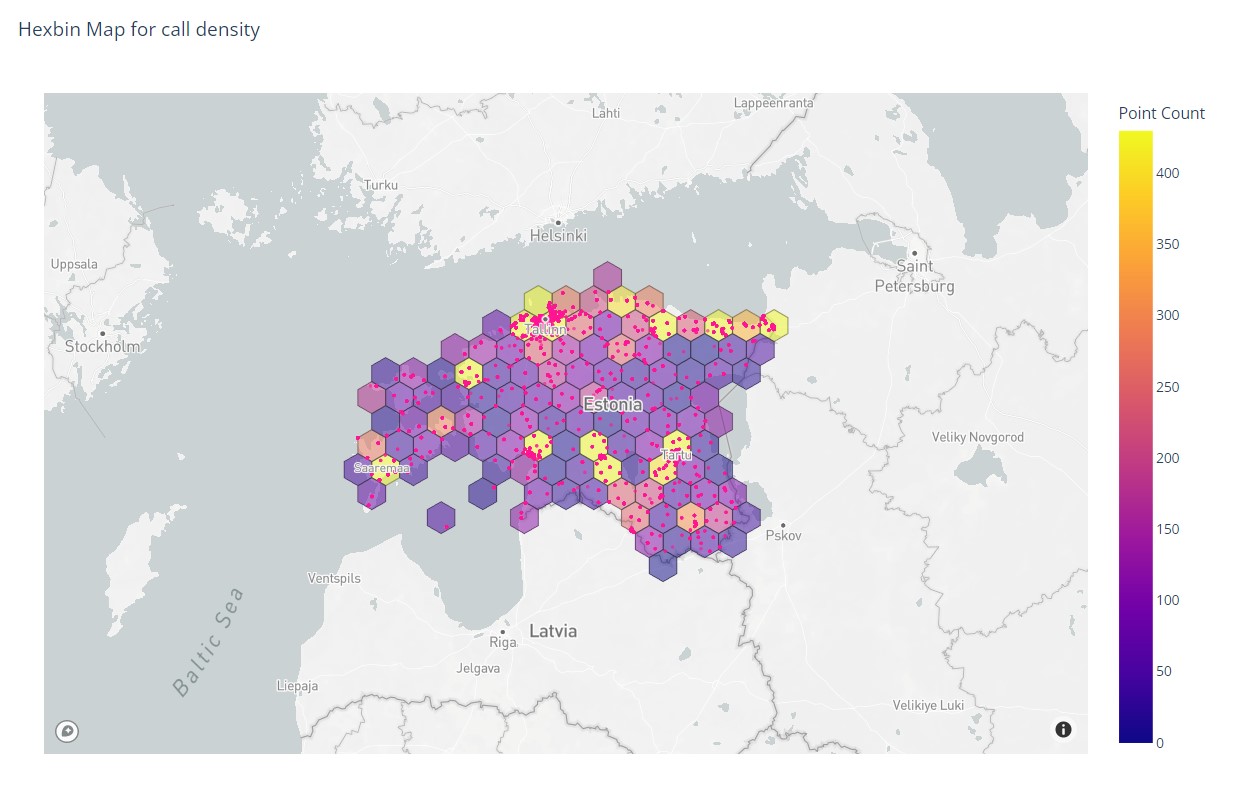 Hexbin Map for call density
Lappeenranta
Lahti
Point Count
400
Turku
Helsinki
350
Uppsala
Saint
Petersburg
300
Tallinn
Stockholm
250
Estonia
Veliky Novgorod
200
Tartu
Saaremaa
150
Pskov
Ventspils
100
Baltic Sea
Latvia
Riga
Jelgava
50
Liepaja
Velikiye Luki
0